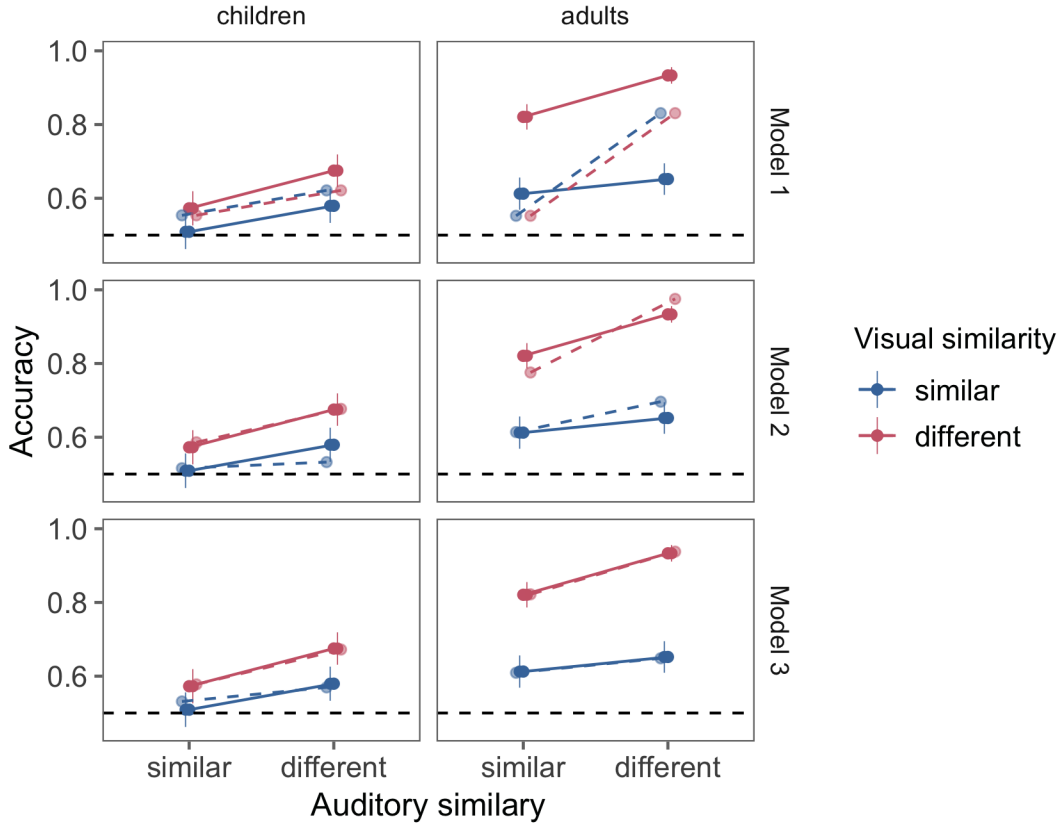 children
adults
1.0
0.8
0.6
Model 1
1.0
0.8
0.6
Model 2
1.0
0.8
0.6
Model 3
Accuracy
similar
different
similar
different
Auditory similary
Visual similarity
similar
different